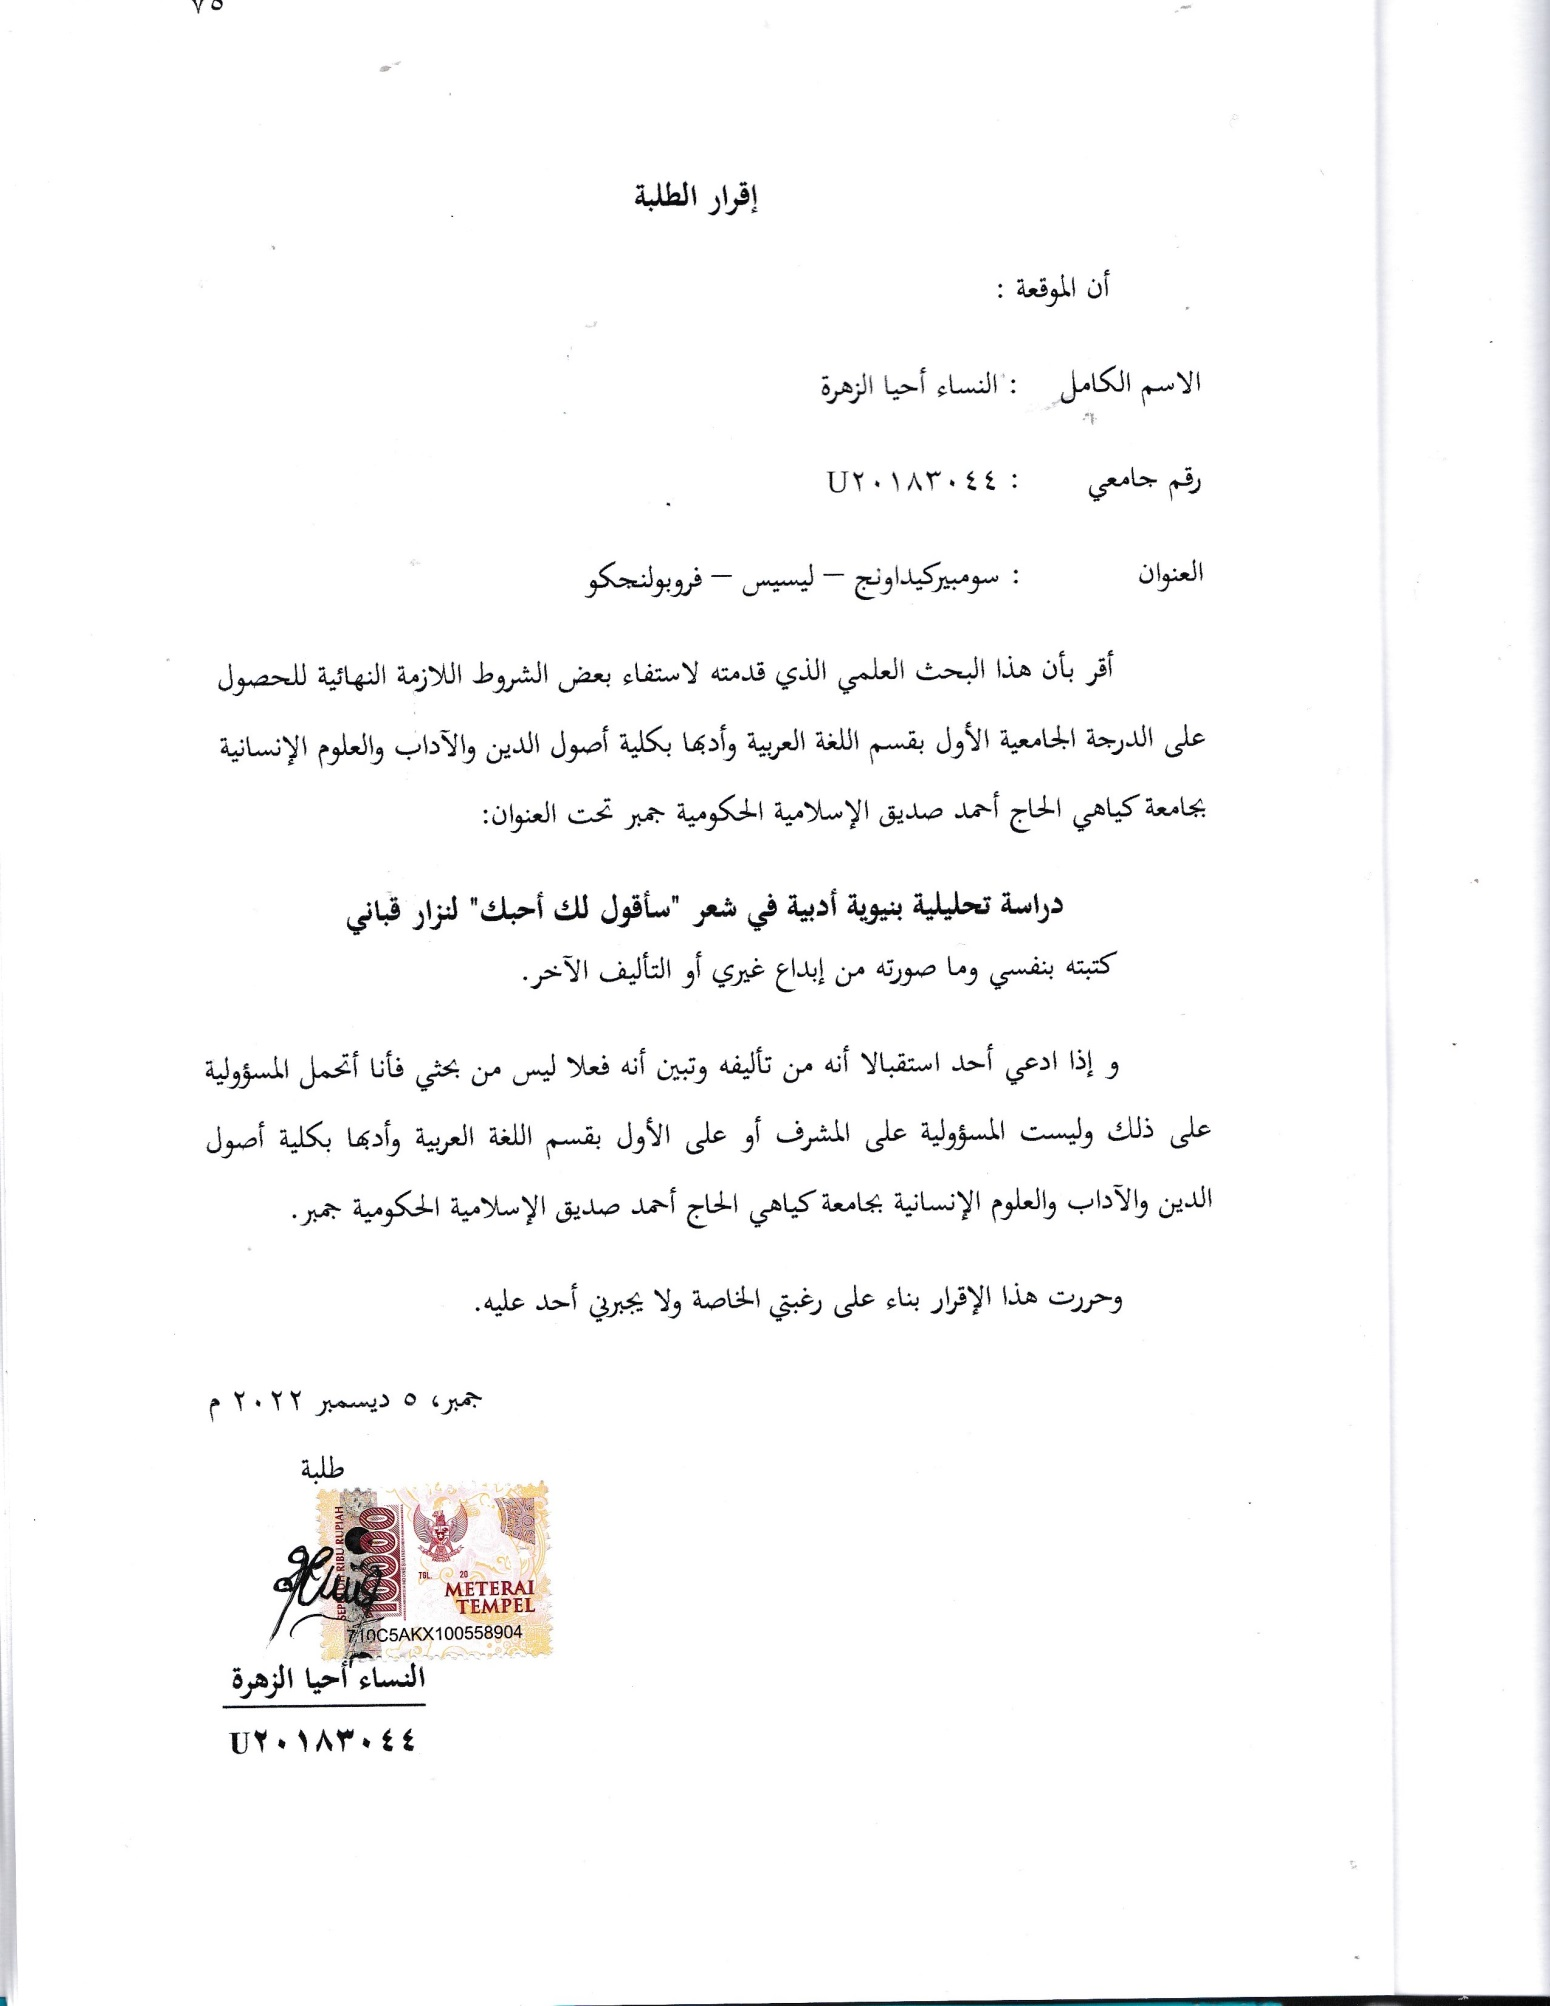 ٧٥
إقرار الطلبة
أن الموقعة :
الاسم الكامل : النساء أحيا الزهرة
رقم جامعي : U٢٠١٨٣٠٤٤
العنوان : سومبيركيداونج – ليسيس – فروبولنجكو
أقر بأن هذا البحث العلمي الذي قدمته لاستفاء بعض الشروط اللازمة النهائية للحصول
على الدرجة الجامعية الأول بقسم اللغة العربية وأدبها بكلية أصول الدين والآداب والعلوم الإنسانية
بجامعة كياهي الحاج أحمد صديق الإسلامية الحكومية جمبر تحت العنوان:
دراسة تحليلية بنيوية أدبية في شعر "سأقول لك أحبك" لنزار قباني
كتبته بنفسي وما صورته من إبداع غيري أو التأليف الآخر.
و إذا ادعي أحد استقبالا أنه من تأليفه وتبين أنه فعلا ليس من بحثي فأنا أتحمل المسؤولية
على ذلك وليست المسؤولية على المشرف أو على الأول بقسم اللغة العربية وأدبها بكلية أصول
الدين والآداب والعلوم الإنسانية بجامعة كياهي الحاج أحمد صديق الإسلامية الحكومية جمبر.
وحررت هذا الإقرار بناء على رغبتي الخاصة ولا يجبرني أحد عليه.
جمبر، ٥ ديسمبر ٢٠٢٢ م
طلبة
10000
RIBU RUPIAH
TGL. 20
METERAI
TEMPEL
710C5AKX100558904
النساء أحيا الزهرة
U٢٠١٨٣٠٤٤